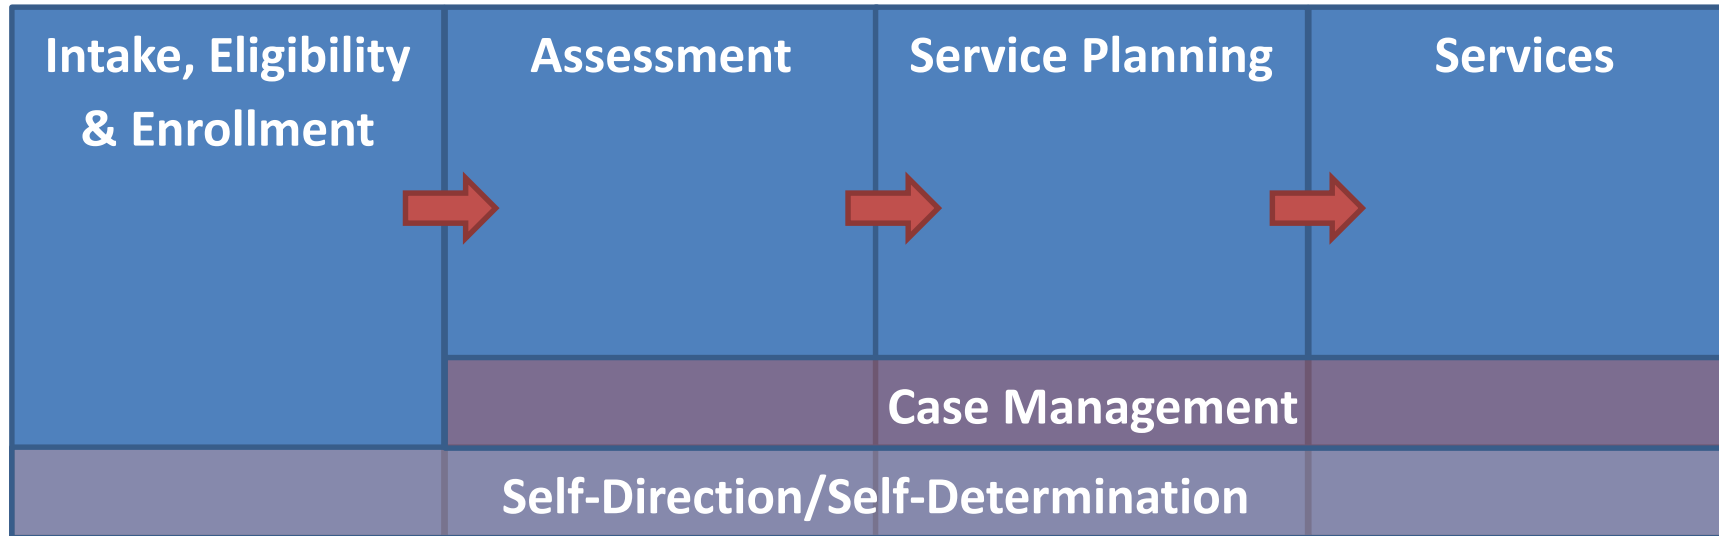 Intake, Eligibility
& Enrollment
Assessment
Service Planning
Services
Case Management
Self-Direction/Self-Determination